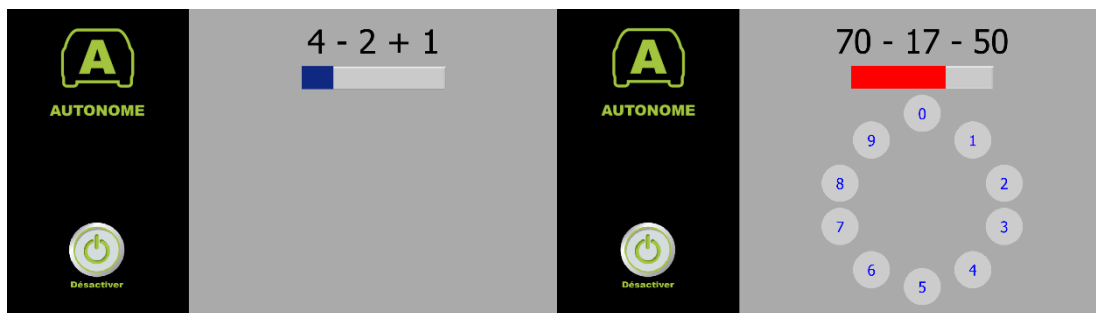 A
AUTONOME
Désactiver
4 - 2 + 1
A
AUTONOME
Désactiver
70 - 17 - 50
0
1
2
3
4
5
6
7
8
9